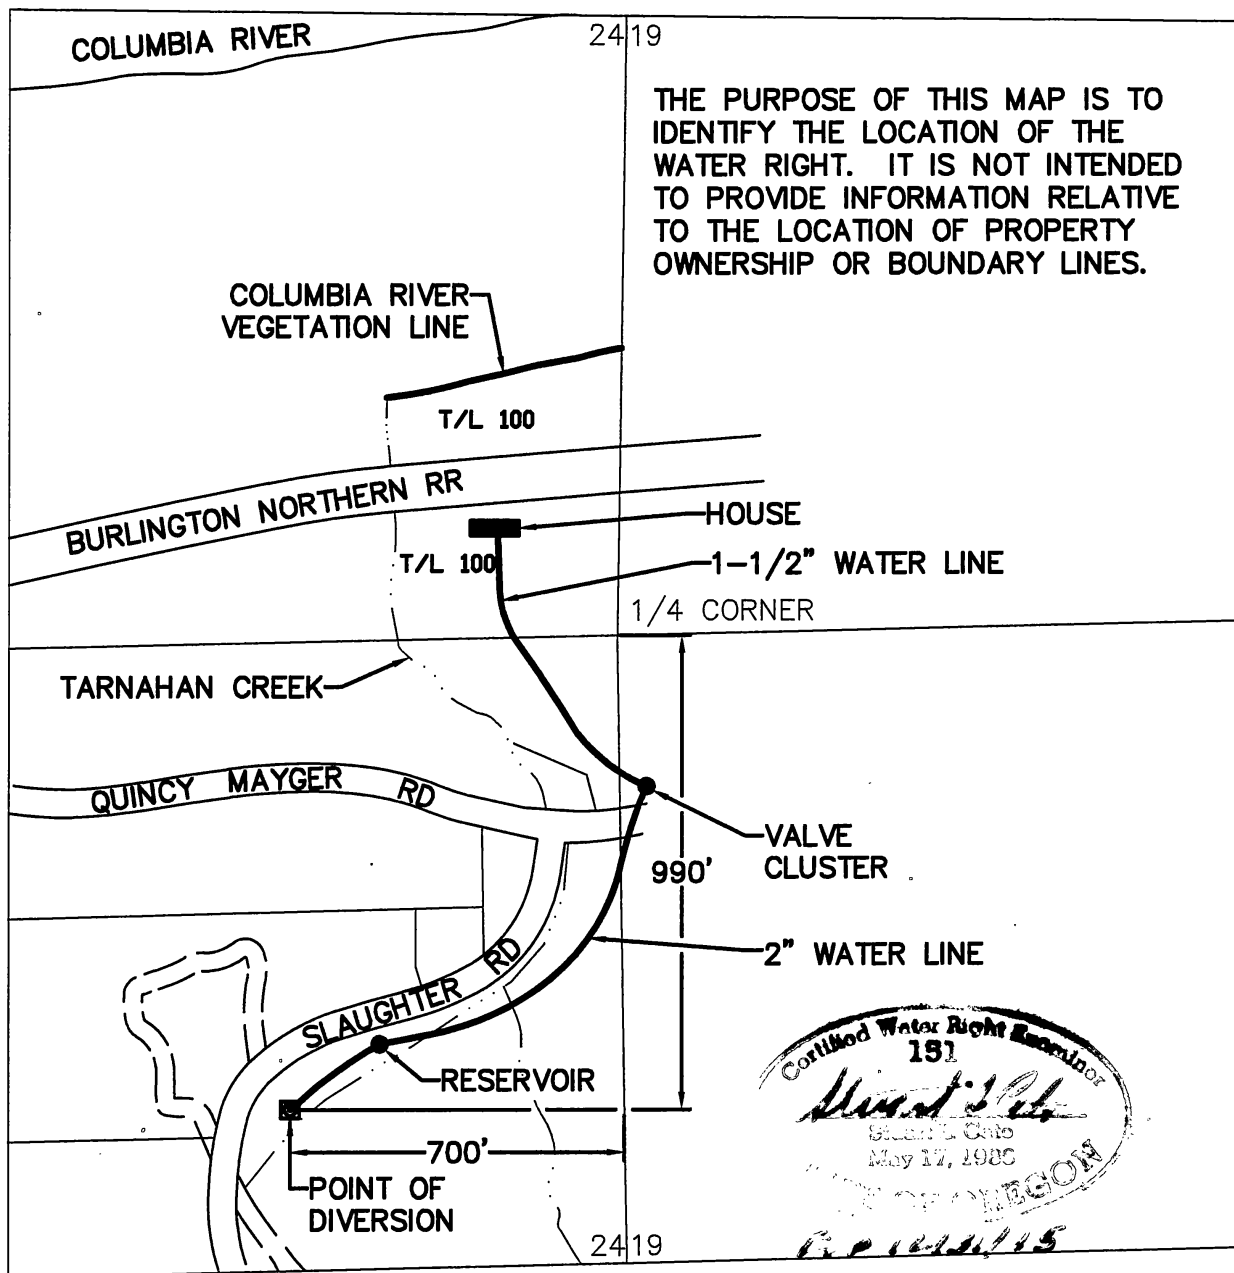 COLUMBIA RIVER
24 19
THE PURPOSE OF THIS MAP IS TO
IDENTIFY THE LOCATION OF THE
WATER RIGHT. IT IS NOT INTENDED
TO PROVIDE INFORMATION RELATIVE
TO THE LOCATION OF PROPERTY
OWNERSHIP OR BOUNDARY LINES.
COLUMBIA RIVER
VEGETATION LINE
T/L 100
BURLINGTON NORTHERN RR
HOUSE
T/L 100
1-1/2" WATER LINE
1/4 CORNER
TARNAHAN CREEK
QUINCY MAYGER RD
VALVE
CLUSTER
990'
2" WATER LINE
SLAUGHTER RD
RESERVOIR
700'
POINT OF
DIVERSION
24 19
Certified Water Right Examiner
151
May 17, 1988
OF OREGON